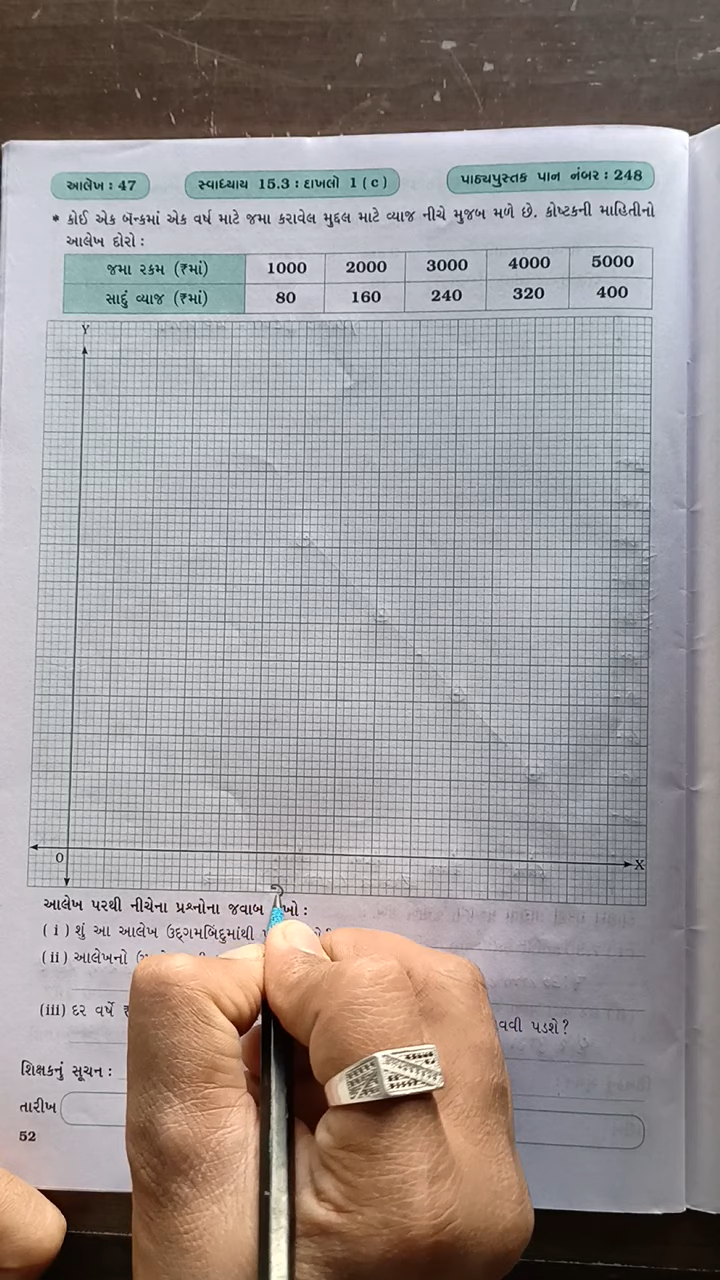 આલેખ : 47 સ્વાધ્યાય 15.3 : દાખલો 1 ( c ) પાઠ્યપુસ્તક પાન નંબર : 248
* કોઈ એક બૅન્કમાં એક વર્ષ માટે જમા કરાવેલ મુદ્દલ માટે વ્યાજ નીચે મુજબ મળે છે. કોષ્ટકની માહિતીનો
આલેખ દોરો :
જમા રકમ (₹માં) 1000 2000 3000 4000 5000
સાદું વ્યાજ (₹માં) 80 160 240 320 400
Y
O X
આલેખ પરથી નીચેના પ્રશ્નોના જવાબ
( i ) શું આ આલેખ ઉદ્ગમબિંદુમાંથી
(ii) આલેખનો
(iii) દર વર્ષે પડશે?
શિક્ષકનું સૂચન :
તારીખ
52